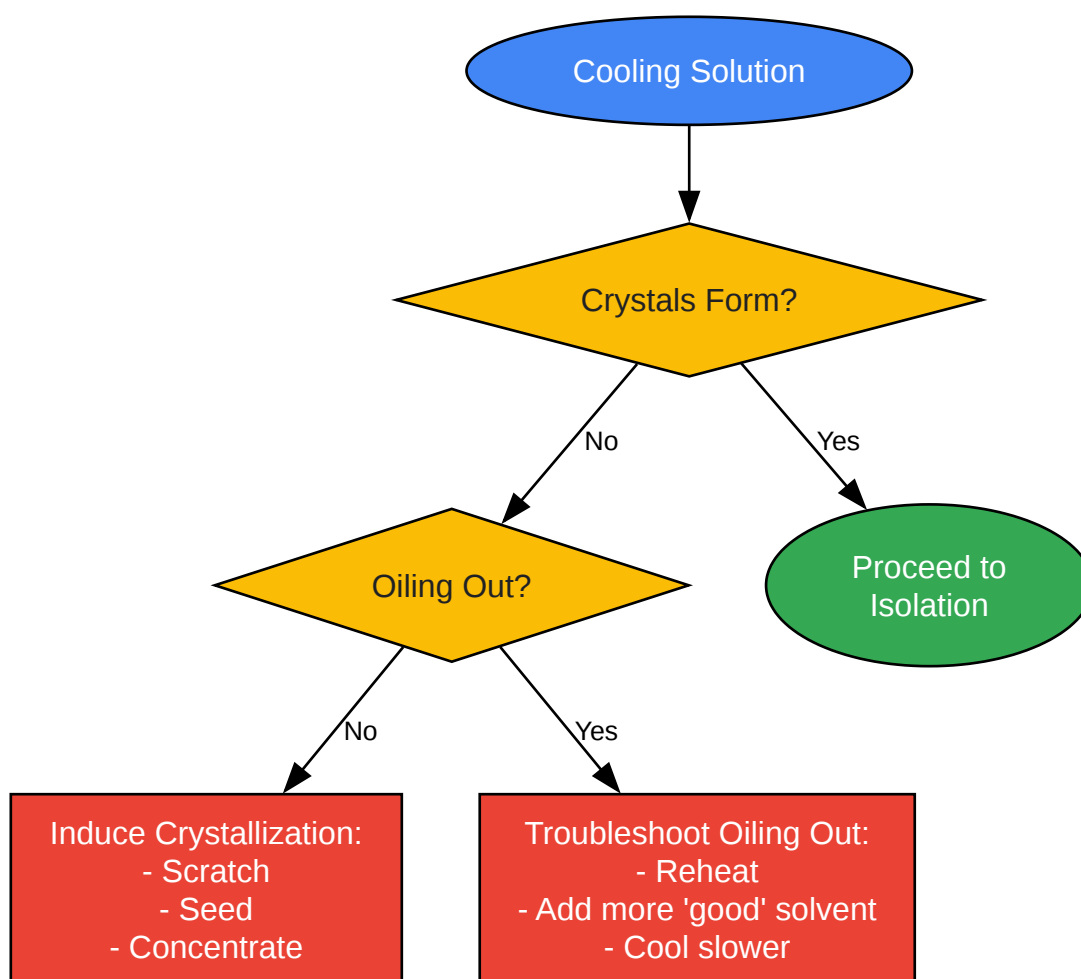 Cooling Solution
Crystals Form?
No
Yes
Oiling Out?
Proceed to
Isolation
No
Yes
Induce Crystallization:
- Scratch
- Seed
- Concentrate
Troubleshoot Oiling Out:
- Reheat
- Add more 'good' solvent
- Cool slower